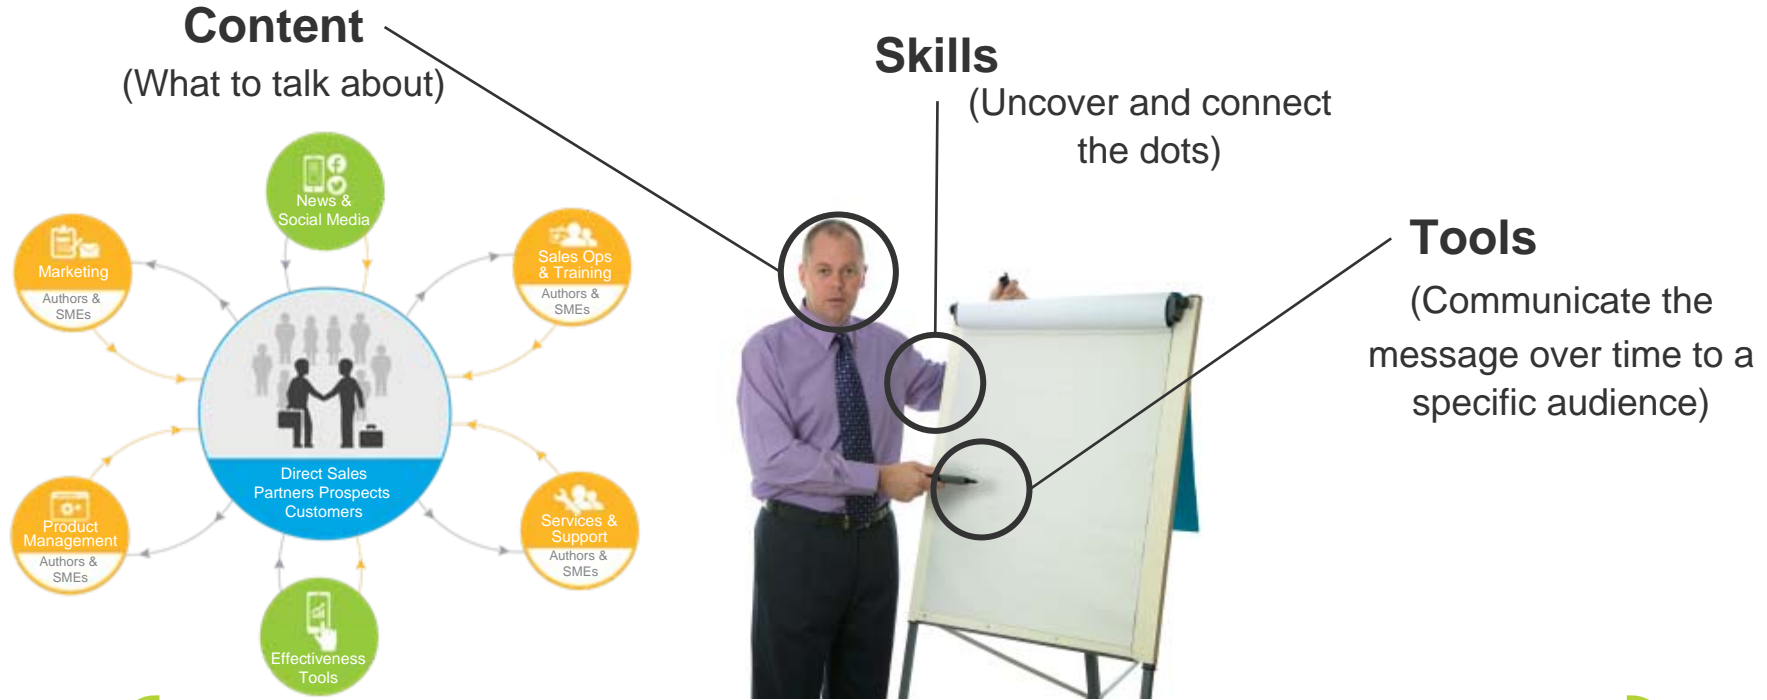 Content
(What to talk about)
Skills
(Uncover and connect
the dots)
Tools
(Communicate the
message over time to a
specific audience)
News &
Social Media
Marketing
Authors &
SMEs
Sales Ops
& Training
Authors &
SMEs
Direct Sales
Partners Prospects
Customers
Product
Management
Authors &
SMEs
Services &
Support
Authors &
SMEs
Effectiveness
Tools